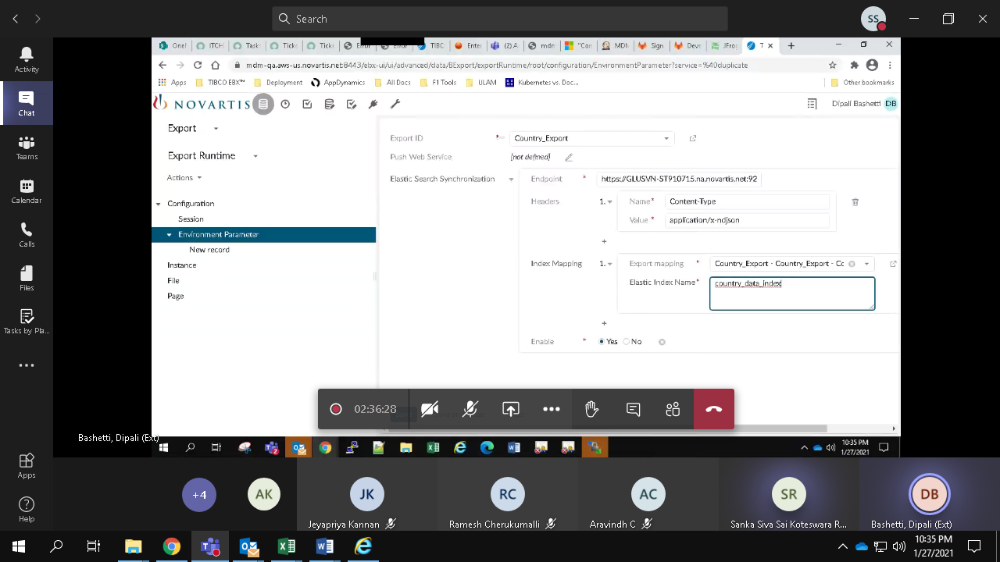 Search
SS
Activity
Chat
Teams
Calendar
Calls
Files
Tasks by Pla...
Apps
Help
Onel
ITCH
Task
Ticke
Ticke
Error
TIBC
Enter
(2) A
mdm
"Con
MDM
Sign
Deve
JFro
T
mdm-qa.aws-us.novartis.net:8443/ebx-ui/ui/advanced/data/BExport/exportRuntime/root/configuration/EnvironmentParameter?service=%40duplicate
Apps
TIBCO EBX™
Deployment
AppDynamics
All Docs
F1 Tools
ULAM
Kubernetes vs. Doc...
Other bookmarks
NOVARTIS
Dipali Bashetti
DB
Export
Export Runtime
Actions
Configuration
Session
Environment Parameter
New record
Instance
File
Page
Export ID
Country_Export
Push Web Service
[not defined]
Elastic Search Synchronization
Endpoint *
https://GLUSVN-ST910715.na.novartis.net:92
Headers
1.
Name*
Content-Type
Value *
application/x-ndjson
+
Index Mapping
1.
Export mapping *
Country_Export - Country_Export - Cc
Elastic Index Name*
country_data_index
+
Enable *
Yes
No
02:36:28
Bashetti, Dipali (Ext)
10:35 PM
1/27/2021
+4
AK
JK
Jeyapriya Kannan
RC
Ramesh Cherukumalli
AC
Aravindh C
SR
Sanka Siva Sai Koteswara R...
DB
Bashetti, Dipali (Ext)
10:35 PM
1/27/2021